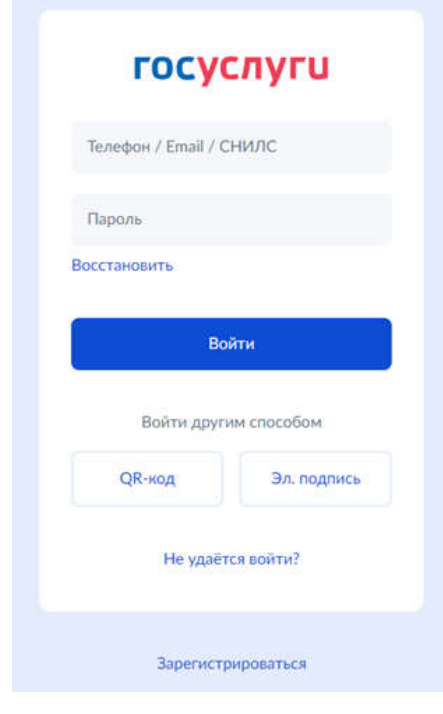 госуслуги
Телефон / Email / СНИЛС
Пароль
Восстановить
Войти
Войти другим способом
QR-код
Эл. подпись
Не удаётся войти?
Зарегистрироваться